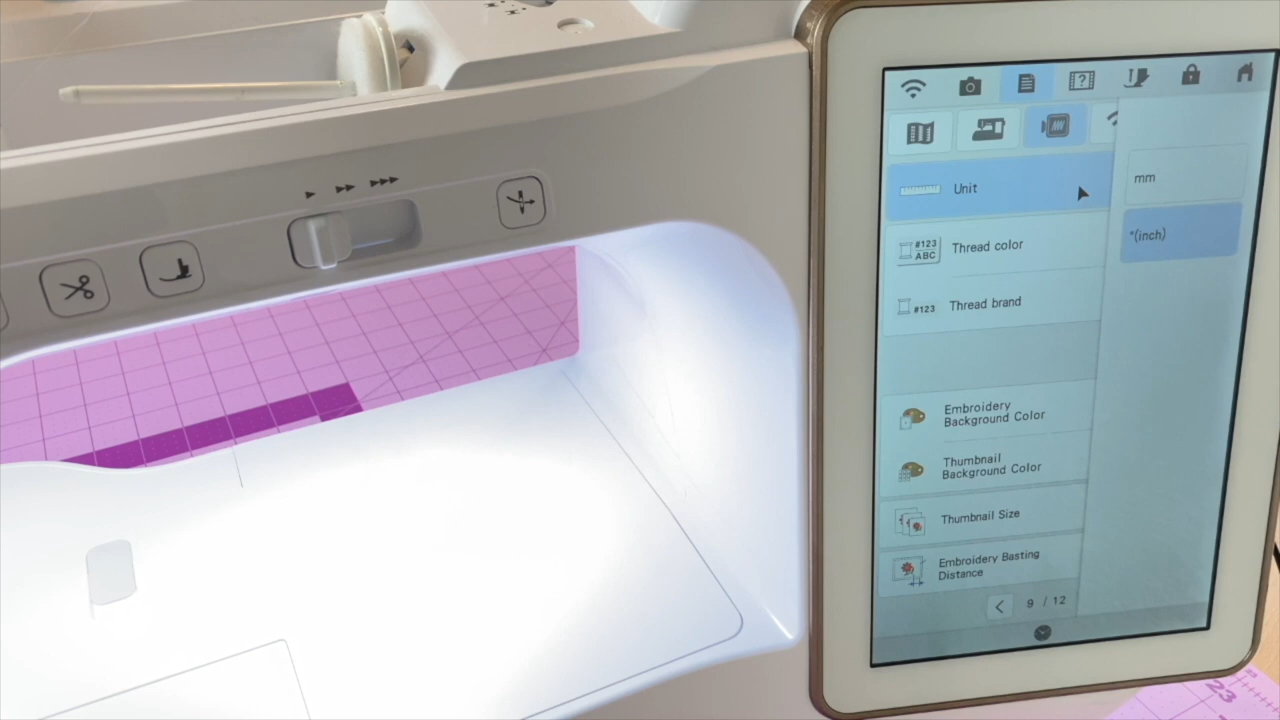 Unit
mm
"(inch)
#123
ABC
Thread color
#123
Thread brand
Embroidery
Background Color
Thumbnail
Background Color
Thumbnail Size
Embroidery Basting
Distance
9 / 12
23